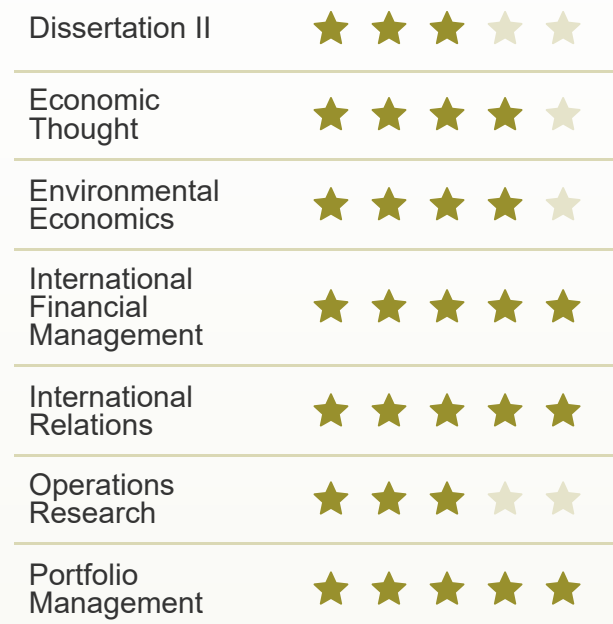 Dissertation II
Economic
Thought
Environmental
Economics
International
Financial
Management
International
Relations
Operations
Research
Portfolio
Management